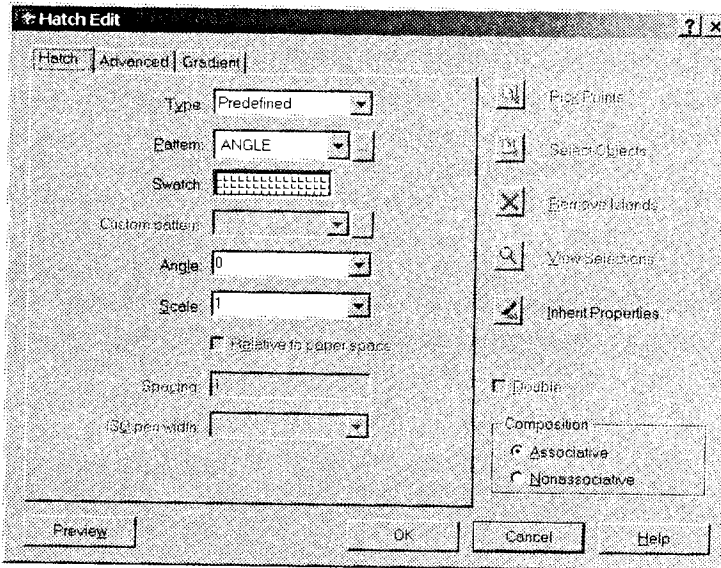 Hatch Edit
? ×
Hatch Advanced Gradient
Type: Predefined
Pattern: ANGLE ...
Swatch:
Custom pattern:
Angle: 0
Scale: 1
Relative to paper space
Spacing: 1
ISO pen width:
Pick Points
Select Objects
Remove Islands
View Selections
Inherit Properties
Double
Composition
Associative
Nonassociative
Preview OK Cancel Help